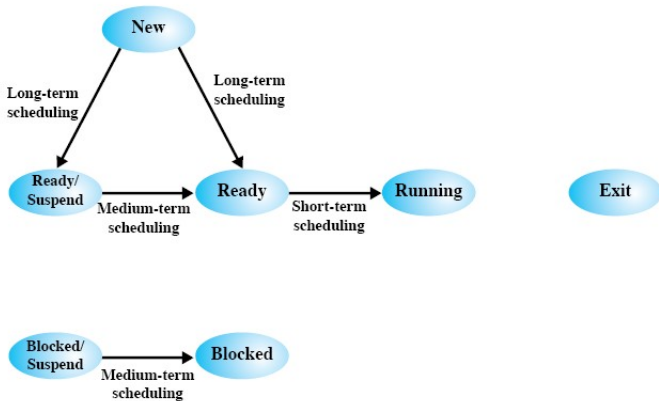 New
Long-term
scheduling
Long-term
scheduling
Ready/
Suspend
Ready
Running
Exit
Medium-term
scheduling
Short-term
scheduling
Blocked/
Suspend
Blocked
Medium-term
scheduling